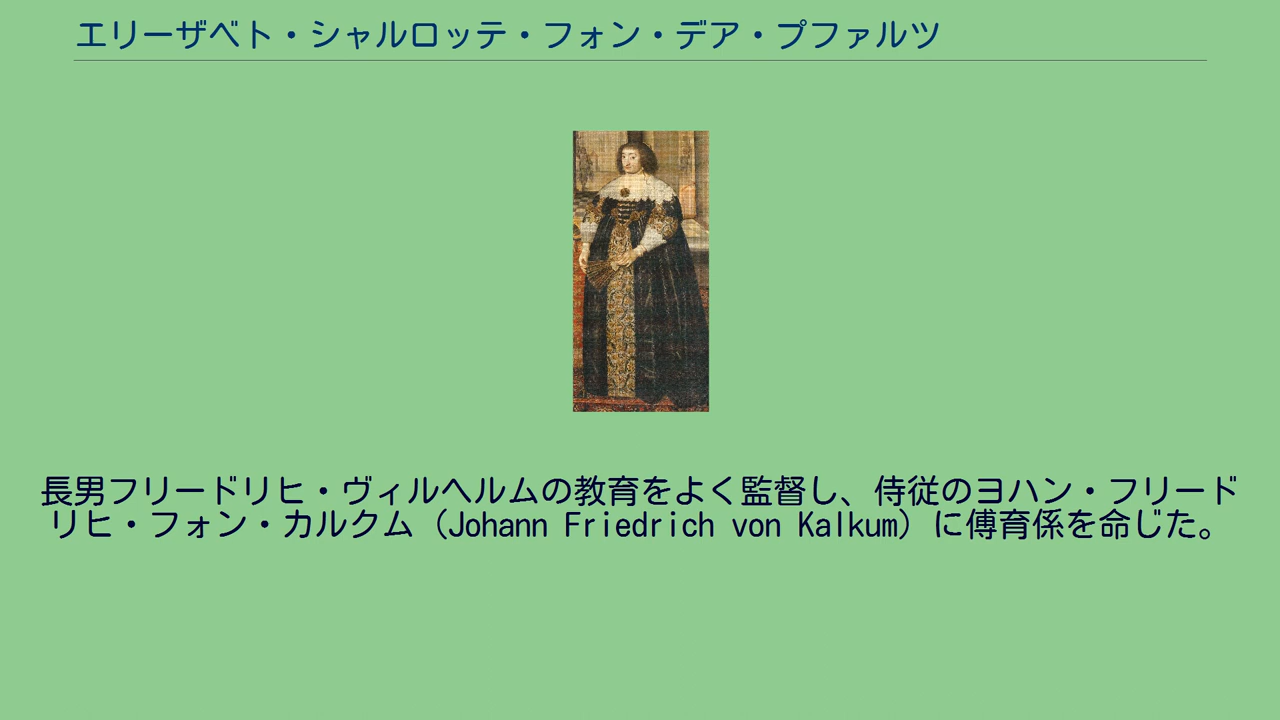 エリーザベト・シャルロッテ・フォン・デア・プファルツ
長男フリードリヒ・ヴィルヘルムの教育をよく監督し、侍従のヨハン・フリード
リヒ・フォン・カルクム（Johann Friedrich von Kalkum）に傅育係を命じた。